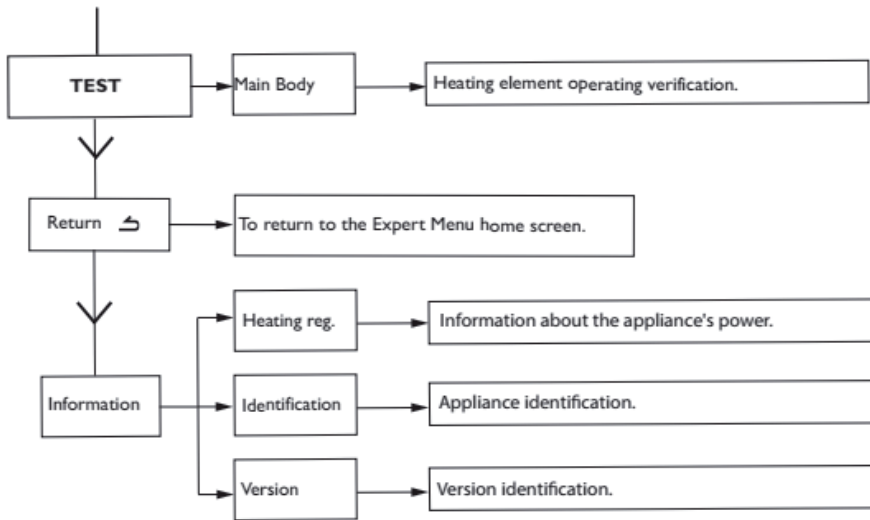 TEST
Main Body
Heating element operating verification.
Return
To return to the Expert Menu home screen.
Heating reg.
Information about the appliance's power.
Information
Identification
Appliance identification.
Version
Version identification.